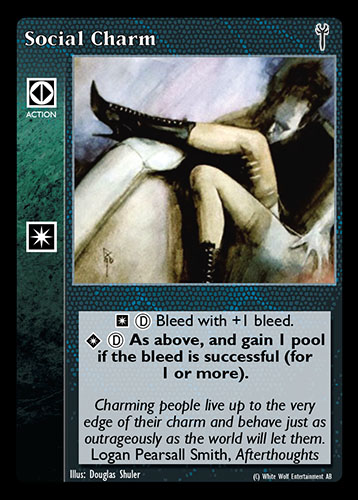 Social Charm
ACTION
D Bleed with +1 bleed.
D As above, and gain 1 pool
if the bleed is successful (for
1 or more).
Charming people live up to the very
edge of their charm and behave just as
outrageously as the world will let them.
Logan Pearsall Smith, Afterthoughts
Illus: Douglas Shuler
(C) White Wolf Entertainment AB